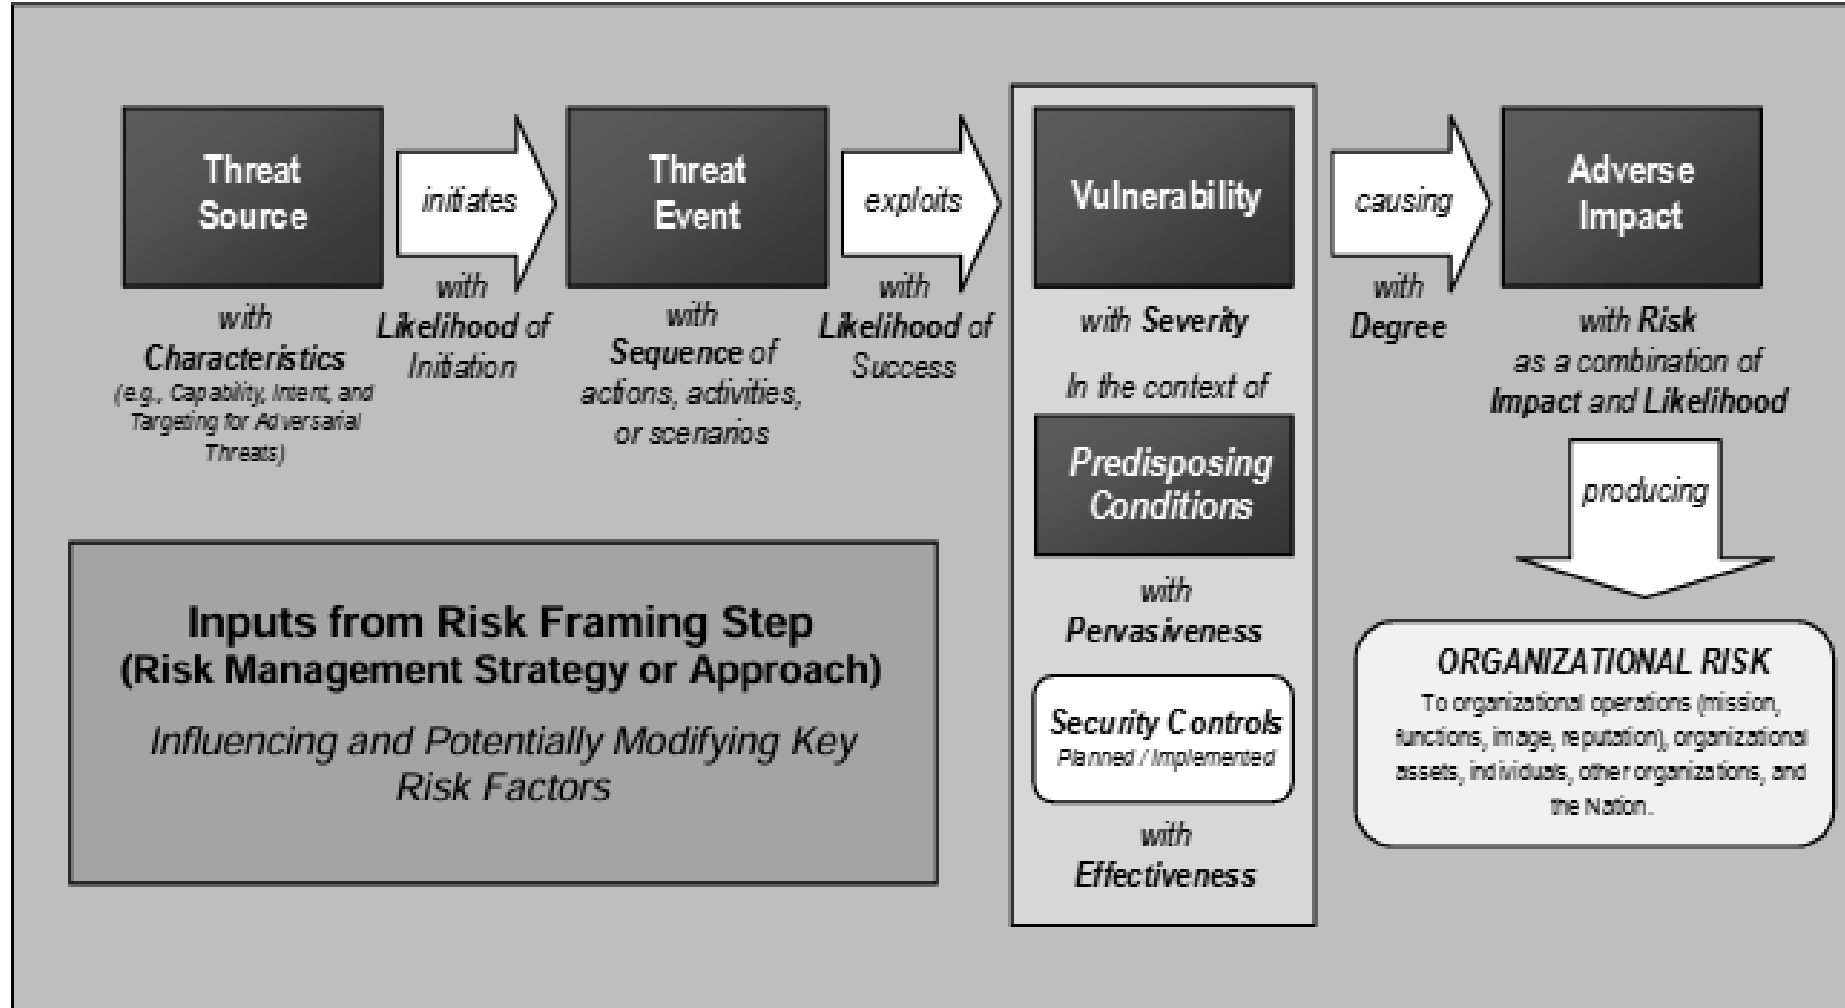 Threat
Source
initiates
Threat
Event
exploits
Vulnerability
causing
Adverse
Impact
with
Characteristics
(e.g., Capability, Intent, and
Targeting for Adversarial
Threats)
with
Likelihood of
Initiation
with
Sequence of
actions, activities,
or scenarios
with
Likelihood of
Success
with Severity
In the context of
Predisposing
Conditions
with
Pervasiveness
Security Controls
Planned / Implemented
with
Effectiveness
with
Degree
with Risk
as a combination of
Impact and Likelihood
producing
ORGANIZATIONAL RISK
To organizational operations (mission,
functions, image, reputation), organizational
assets, individuals, other organizations, and
the Nation.
Inputs from Risk Framing Step
(Risk Management Strategy or Approach)
Influencing and Potentially Modifying Key
Risk Factors